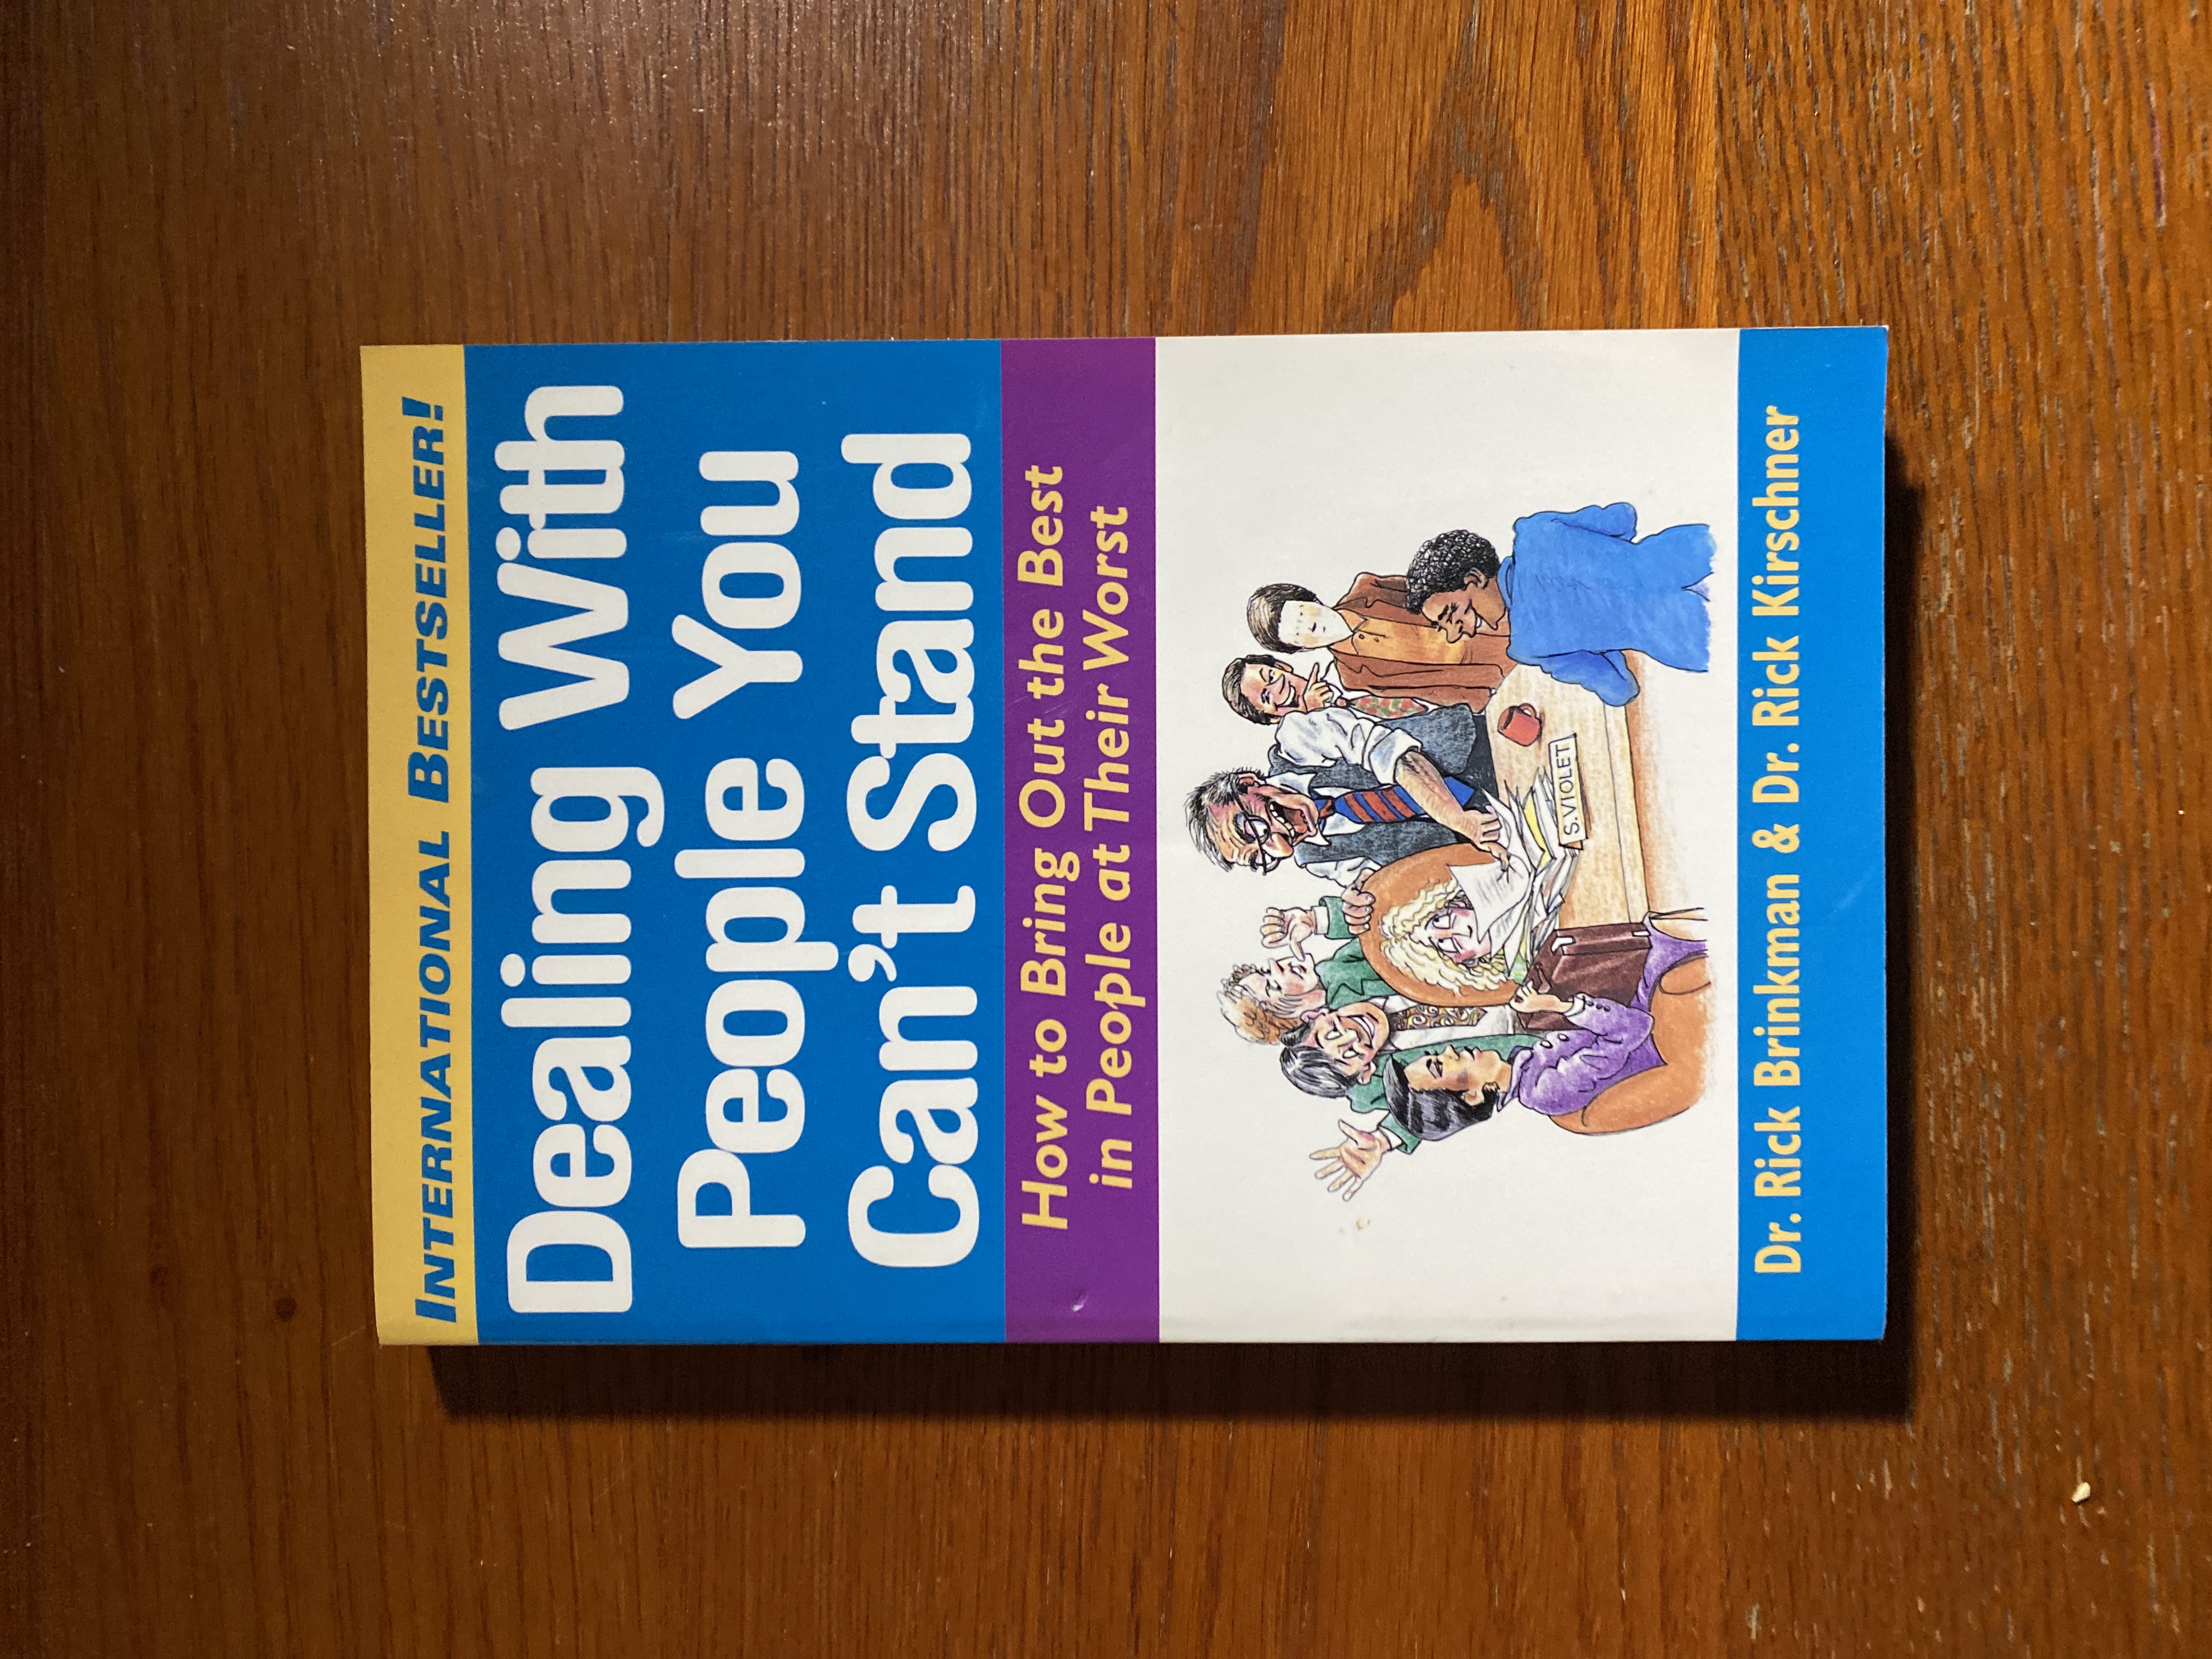 INTERNATIONAL BESTSELLER!
Dealing With
People You
Can't Stand
How to Bring Out the Best
in People at Their Worst
S.VIOLET
Dr. Rick Brinkman & Dr. Rick Kirschner